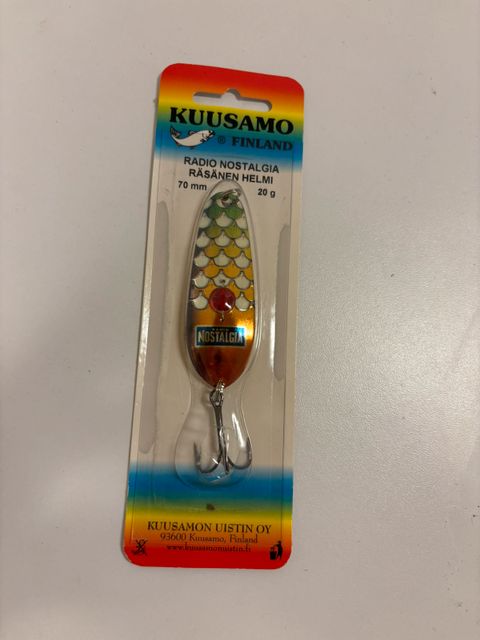 KUUSAMO
® FINLAND
RADIO NOSTALGIA
RÄSÄNEN HELMI
70 mm 20 g
NOSTALGIA
KUUSAMON UISTIN OY
93600 Kuusamo, Finland
www.kuusamonuistin.fi